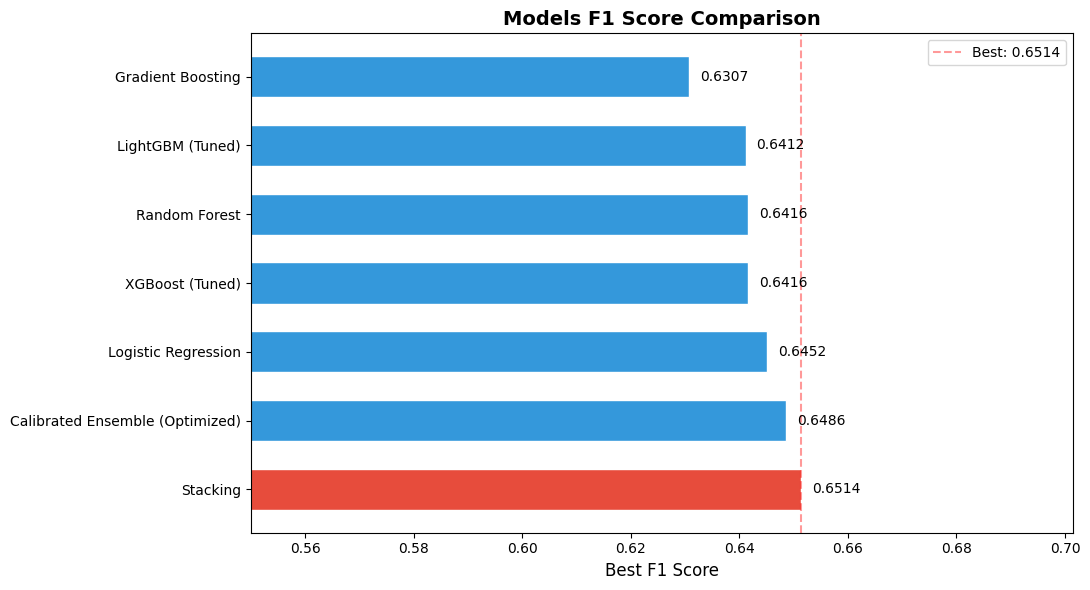 Models F1 Score Comparison
Best: 0.6514
Gradient Boosting 0.6307
LightGBM (Tuned) 0.6412
Random Forest 0.6416
XGBoost (Tuned) 0.6416
Logistic Regression 0.6452
Calibrated Ensemble (Optimized) 0.6486
Stacking 0.6514
0.56 0.58 0.60 0.62 0.64 0.66 0.68 0.70
Best F1 Score